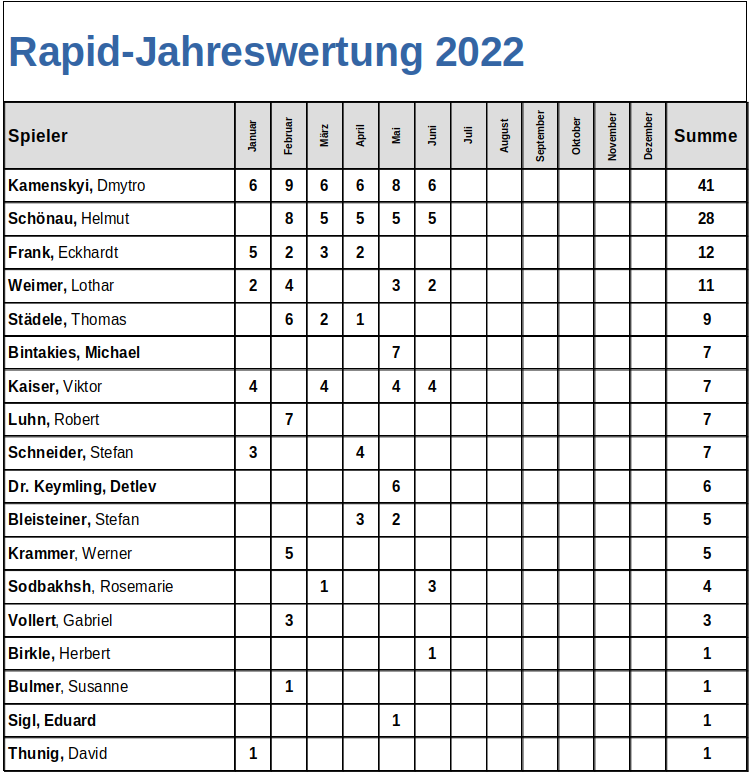 Rapid-Jahreswertung 2022
Spieler Januar Februar März April Mai Juni Juli August September Oktober November Dezember Summe
Kamenskyi, Dmytro 6 9 6 6 8 6 41
Schönau, Helmut 8 5 5 5 5 28
Frank, Eckhardt 5 2 3 2 12
Weimer, Lothar 2 4 3 2 11
Städele, Thomas 6 2 1 9
Bintakies, Michael 7 7
Kaiser, Viktor 4 4 4 4 7
Luhn, Robert 7 7
Schneider, Stefan 3 4 7
Dr. Keymling, Detlev 6 6
Bleisteiner, Stefan 3 2 5
Krammer, Werner 5 5
Sodbakhsh, Rosemarie 1 3 4
Vollert, Gabriel 3 3
Birkle, Herbert 1 1
Bulmer, Susanne 1 1
Sigl, Eduard 1 1
Thunig, David 1 1